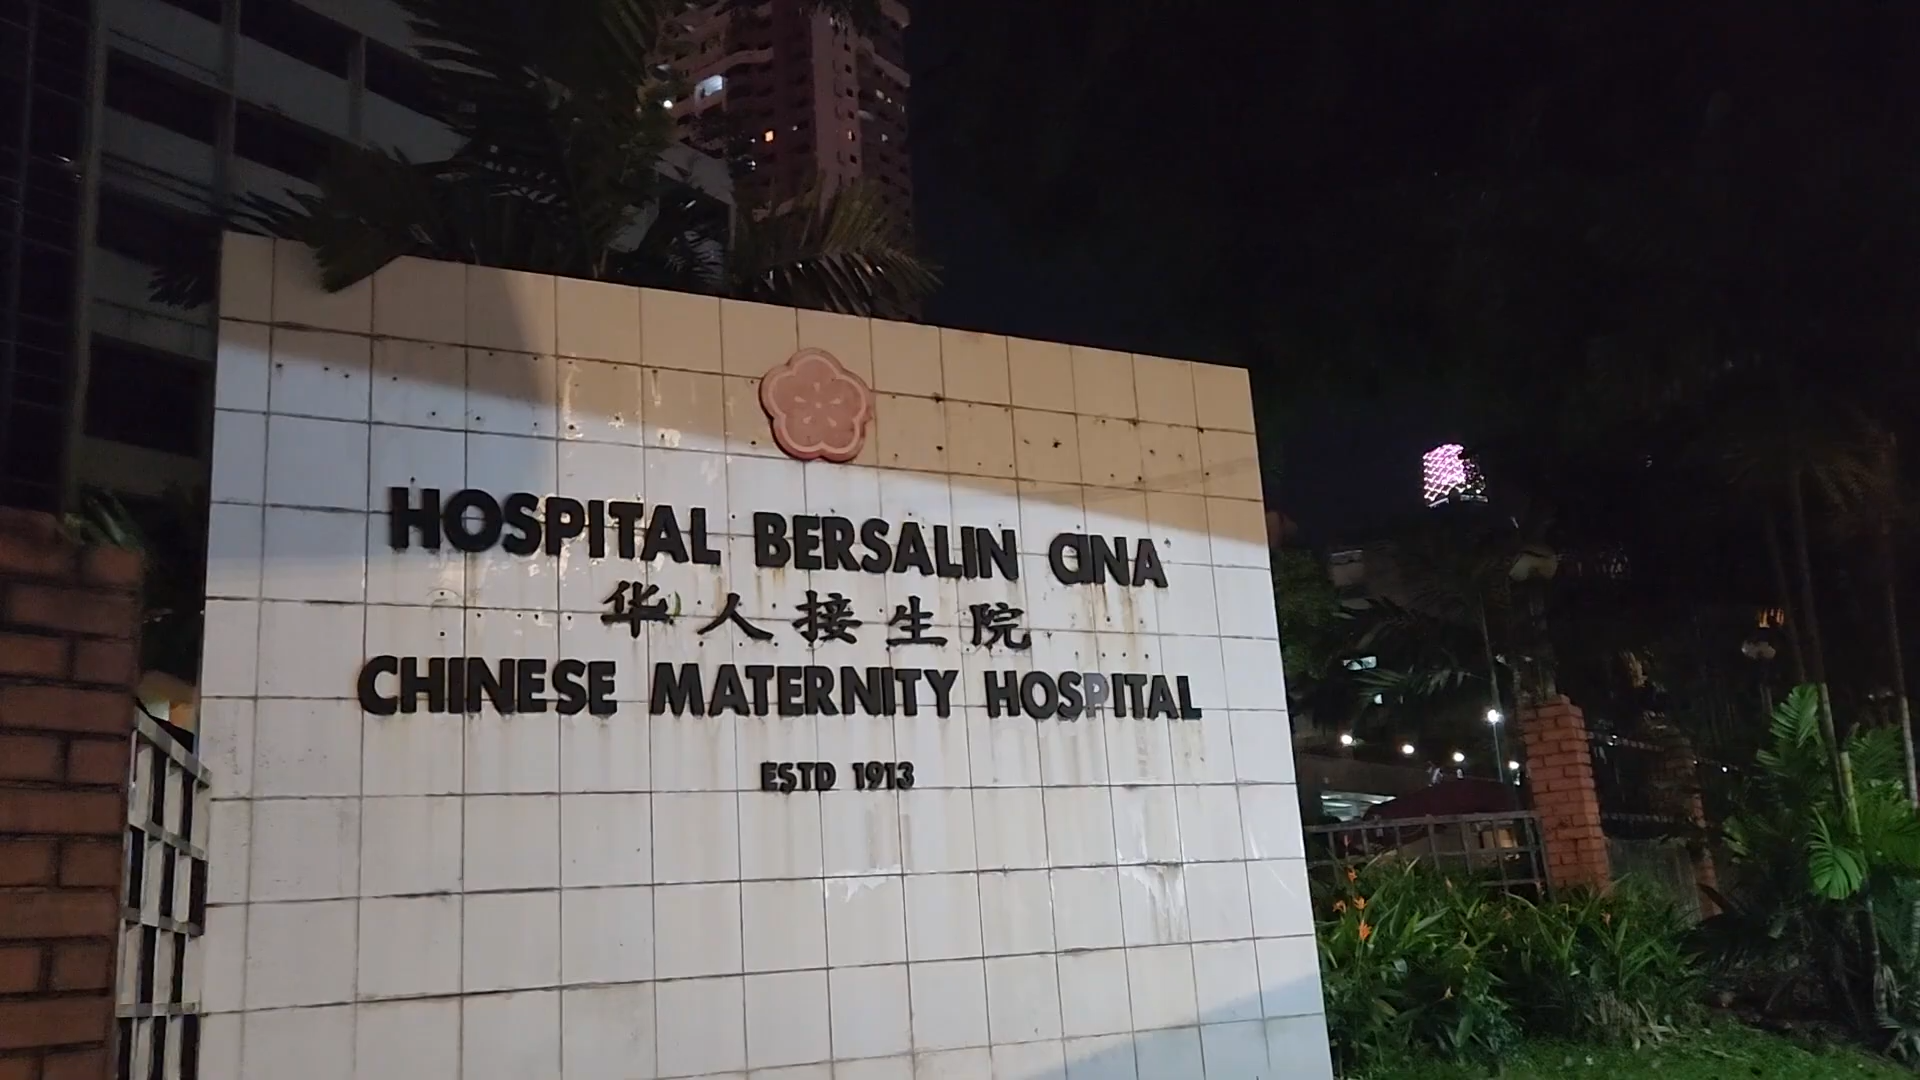 HOSPITAL BERSALIN CINA
华人接生院
CHINESE MATERNITY HOSPITAL
ESTD 1913